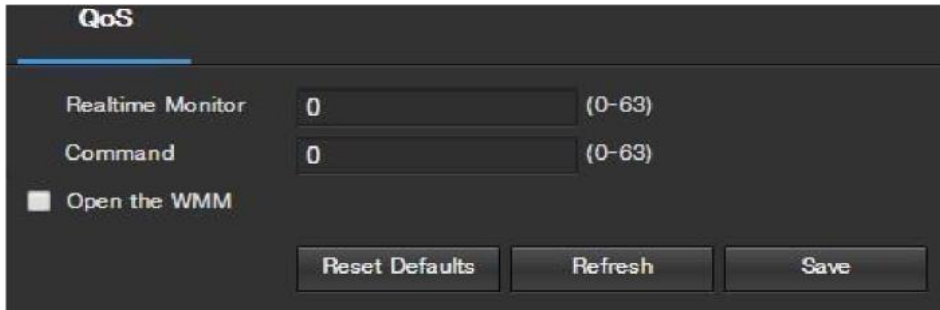 QoS
Realtime Monitor 0 (0-63)
Command 0 (0-63)
Open the WMM
Reset Defaults Refresh Save